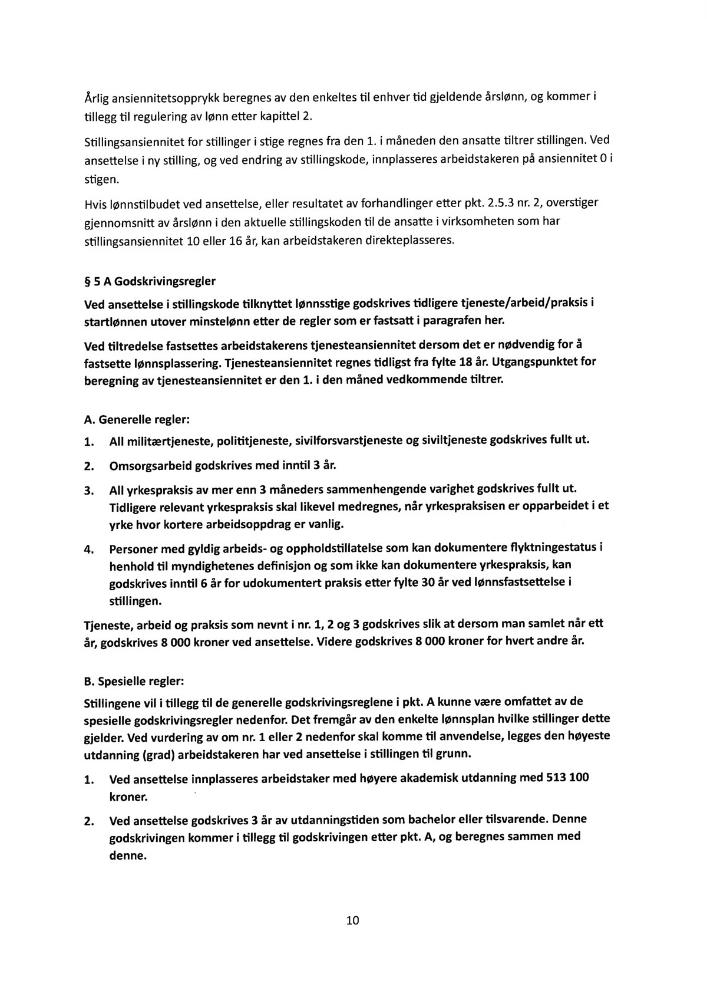 Årlig ansiennitetsopprykk beregnes av den enkeltes til enhver tid gjeldende årslønn, og kommer i
tillegg til regulering av lønn etter kapittel 2.
Stillingsansiennitet for stillinger i stige regnes fra den 1. i måneden den ansatte tiltrer stillingen. Ved
ansettelse i ny stilling, og ved endring av stillingskode, innplasseres arbeidstakeren på ansiennitet 0 i
stigen.
Hvis lønnstilbudet ved ansettelse, eller resultatet av forhandlinger etter pkt. 2.5.3 nr. 2, overstiger
gjennomsnitt av årslønn i den aktuelle stillingskoden til de ansatte i virksomheten som har
stillingsansiennitet 10 eller 16 år, kan arbeidstakeren direkteplasseres.
§ 5 A Godskrivingsregler
Ved ansettelse i stillingskode tilknyttet lønnsstige godskrives tidligere tjeneste/arbeid/praksis i
startlønnen utover minstelønn etter de regler som er fastsatt i paragrafen her.
Ved tiltredelse fastsettes arbeidstakerens tjenesteansiennitet dersom det er nødvendig for å
fastsette lønnsplassering. Tjenesteansiennitet regnes tidligst fra fylte 18 år. Utgangspunktet for
beregning av tjenesteansiennitet er den 1. i den måned vedkommende tiltrer.
A. Generelle regler:
1. All militærtjeneste, polititjeneste, sivilforsvarstjeneste og siviltjeneste godskrives fullt ut.
2. Omsorgsarbeid godskrives med inntil 3 år.
3. All yrkespraksis av mer enn 3 måneders sammenhengende varighet godskrives fullt ut.
Tidligere relevant yrkespraksis skal likevel medregnes, når yrkespraksisen er opparbeidet i et
yrke hvor kortere arbeidsoppdrag er vanlig.
4. Personer med gyldig arbeids- og oppholdstillatelse som kan dokumentere flyktningestatus i
henhold til myndighetenes definisjon og som ikke kan dokumentere yrkespraksis, kan
godskrives inntil 6 år for udokumentert praksis etter fylte 30 år ved lønnsfastsettelse i
stillingen.
Tjeneste, arbeid og praksis som nevnt i nr. 1, 2 og 3 godskrives slik at dersom man samlet når ett
år, godskrives 8 000 kroner ved ansettelse. Videre godskrives 8 000 kroner for hvert andre år.
B. Spesielle regler:
Stillingene vil i tillegg til de generelle godskrivingsreglene i pkt. A kunne være omfattet av de
spesielle godskrivingsregler nedenfor. Det fremgår av den enkelte lønnsplan hvilke stillinger dette
gjelder. Ved vurdering av om nr. 1 eller 2 nedenfor skal komme til anvendelse, legges den høyeste
utdanning (grad) arbeidstakeren har ved ansettelse i stillingen til grunn.
1. Ved ansettelse innplasseres arbeidstaker med høyere akademisk utdanning med 513 100
kroner.
2. Ved ansettelse godskrives 3 år av utdanningstiden som bachelor eller tilsvarende. Denne
godskrivingen kommer i tillegg til godskrivingen etter pkt. A, og beregnes sammen med
denne.
10